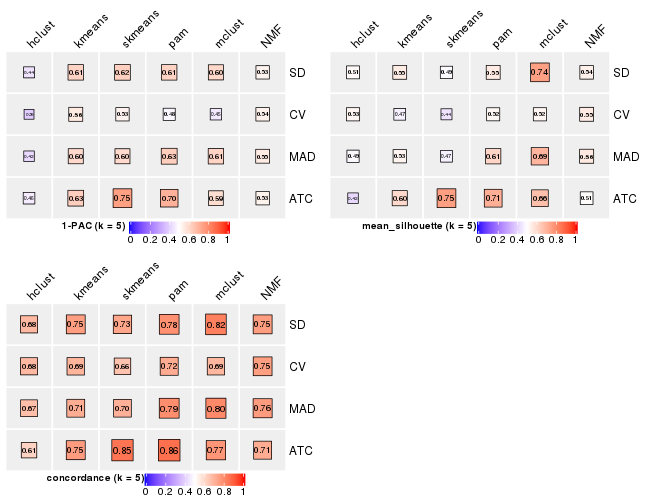 hclust kmeans skmeans pam mclust NMF
0.44 0.61 0.62 0.61 0.60 0.53 SD
0.56 0.53 0.48 0.45 0.54 CV
0.42 0.60 0.60 0.63 0.61 0.55 MAD
0.63 0.75 0.70 0.59 0.53 ATC
1-PAC (k = 5)
0 0.2 0.4 0.6 0.8 1
hclust kmeans skmeans pam mclust NMF
0.51 0.55 0.49 0.55 0.74 0.54 SD
0.53 0.47 0.44 0.52 0.52 0.55 CV
0.49 0.53 0.47 0.61 0.69 0.56 MAD
0.60 0.75 0.71 0.66 0.51 ATC
mean_silhouette (k = 5)
0 0.2 0.4 0.6 0.8 1
hclust kmeans skmeans pam mclust NMF
0.68 0.75 0.73 0.78 0.82 0.75 SD
0.68 0.69 0.66 0.72 0.69 0.75 CV
0.67 0.71 0.70 0.79 0.80 0.76 MAD
0.61 0.75 0.85 0.86 0.77 0.71 ATC
concordance (k = 5)
0 0.2 0.4 0.6 0.8 1